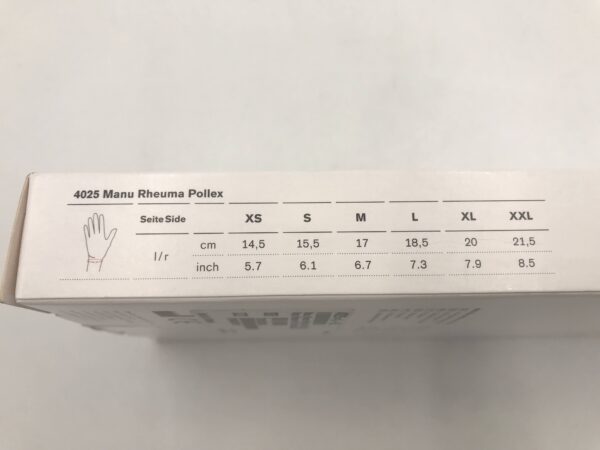 4025 Manu Rheuma Pollex
Seite Side XS S M L XL XXL
l/r cm 14,5 15,5 17 18,5 20 21,5
inch 5.7 6.1 6.7 7.3 7.9 8.5